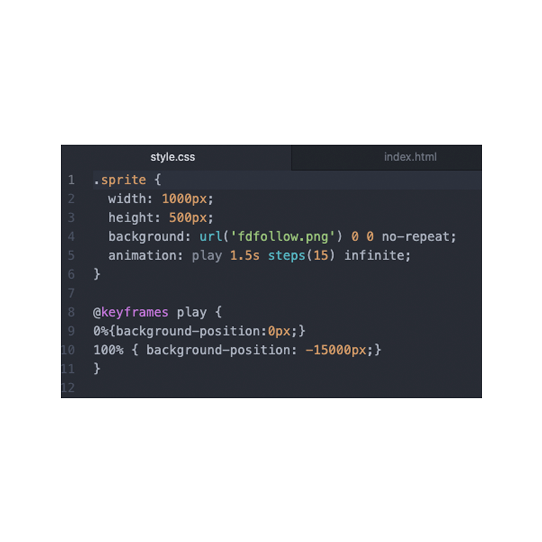 style.css index.html
1 .sprite {
2 width: 1000px;
3 height: 500px;
4 background: url('fdfollow.png') 0 0 no-repeat;
5 animation: play 1.5s steps(15) infinite;
6 }
7
8 @keyframes play {
9 0%{background-position:0px;}
10 100% { background-position: -15000px;}
11 }
12